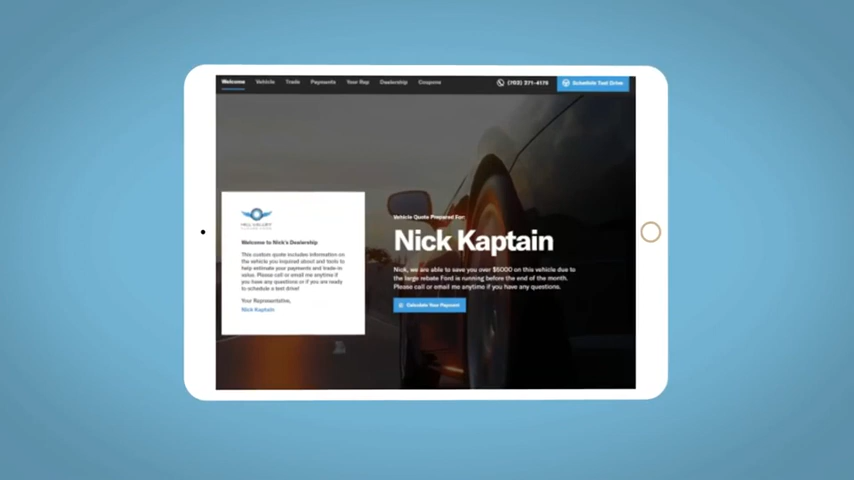 Welcome Vehicle Trade Payments Your Rep Dealership Coupons (702) 271-4176 Schedule Test Drive
Welcome to Nick's Dealership
This custom quote includes information on
the vehicle you inquired about and tools to
help estimate your payments and trade-in
value. Please call or email me anytime if
you have any questions or if you are ready
to schedule a test drive!
Your Representative,
Nick Kaptain
Vehicle Quote Prepared For:
Nick Kaptain
Nick, we are able to save you over $6000 on this vehicle due to
the large rebate Ford is running before the end of the month.
Please call or email me anytime if you have any questions.
Calculate Your Payment